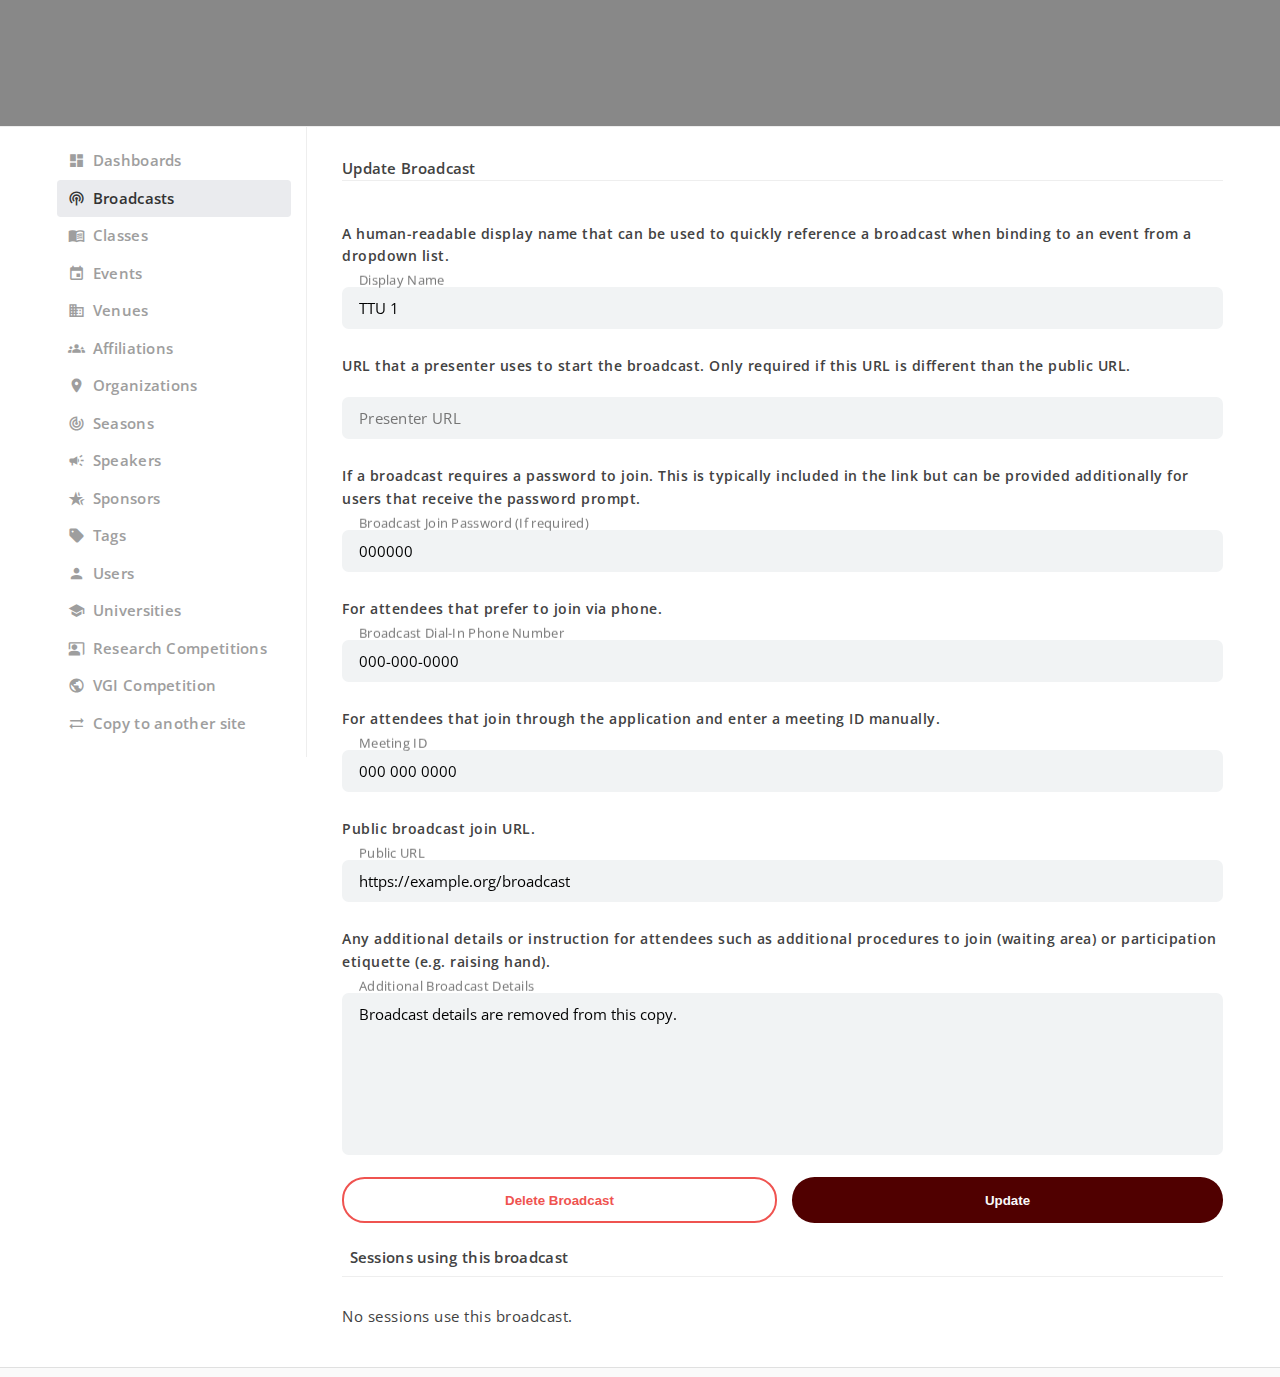 Dashboards
Broadcasts
Classes
Events
Venues
Affiliations
Organizations
Seasons
Speakers
Sponsors
Tags
Users
Universities
Research Competitions
VGI Competition
Copy to another site
Update Broadcast
A human-readable display name that can be used to quickly reference a broadcast when binding to an event from a
dropdown list.
Display Name
TTU 1
URL that a presenter uses to start the broadcast. Only required if this URL is different than the public URL.
Presenter URL
If a broadcast requires a password to join. This is typically included in the link but can be provided additionally for
users that receive the password prompt.
Broadcast Join Password (If required)
000000
For attendees that prefer to join via phone.
Broadcast Dial-In Phone Number
000-000-0000
For attendees that join through the application and enter a meeting ID manually.
Meeting ID
000 000 0000
Public broadcast join URL.
Public URL
https://example.org/broadcast
Any additional details or instruction for attendees such as additional procedures to join (waiting area) or participation
etiquette (e.g. raising hand).
Additional Broadcast Details
Broadcast details are removed from this copy.
Delete Broadcast
Update
Sessions using this broadcast
No sessions use this broadcast.